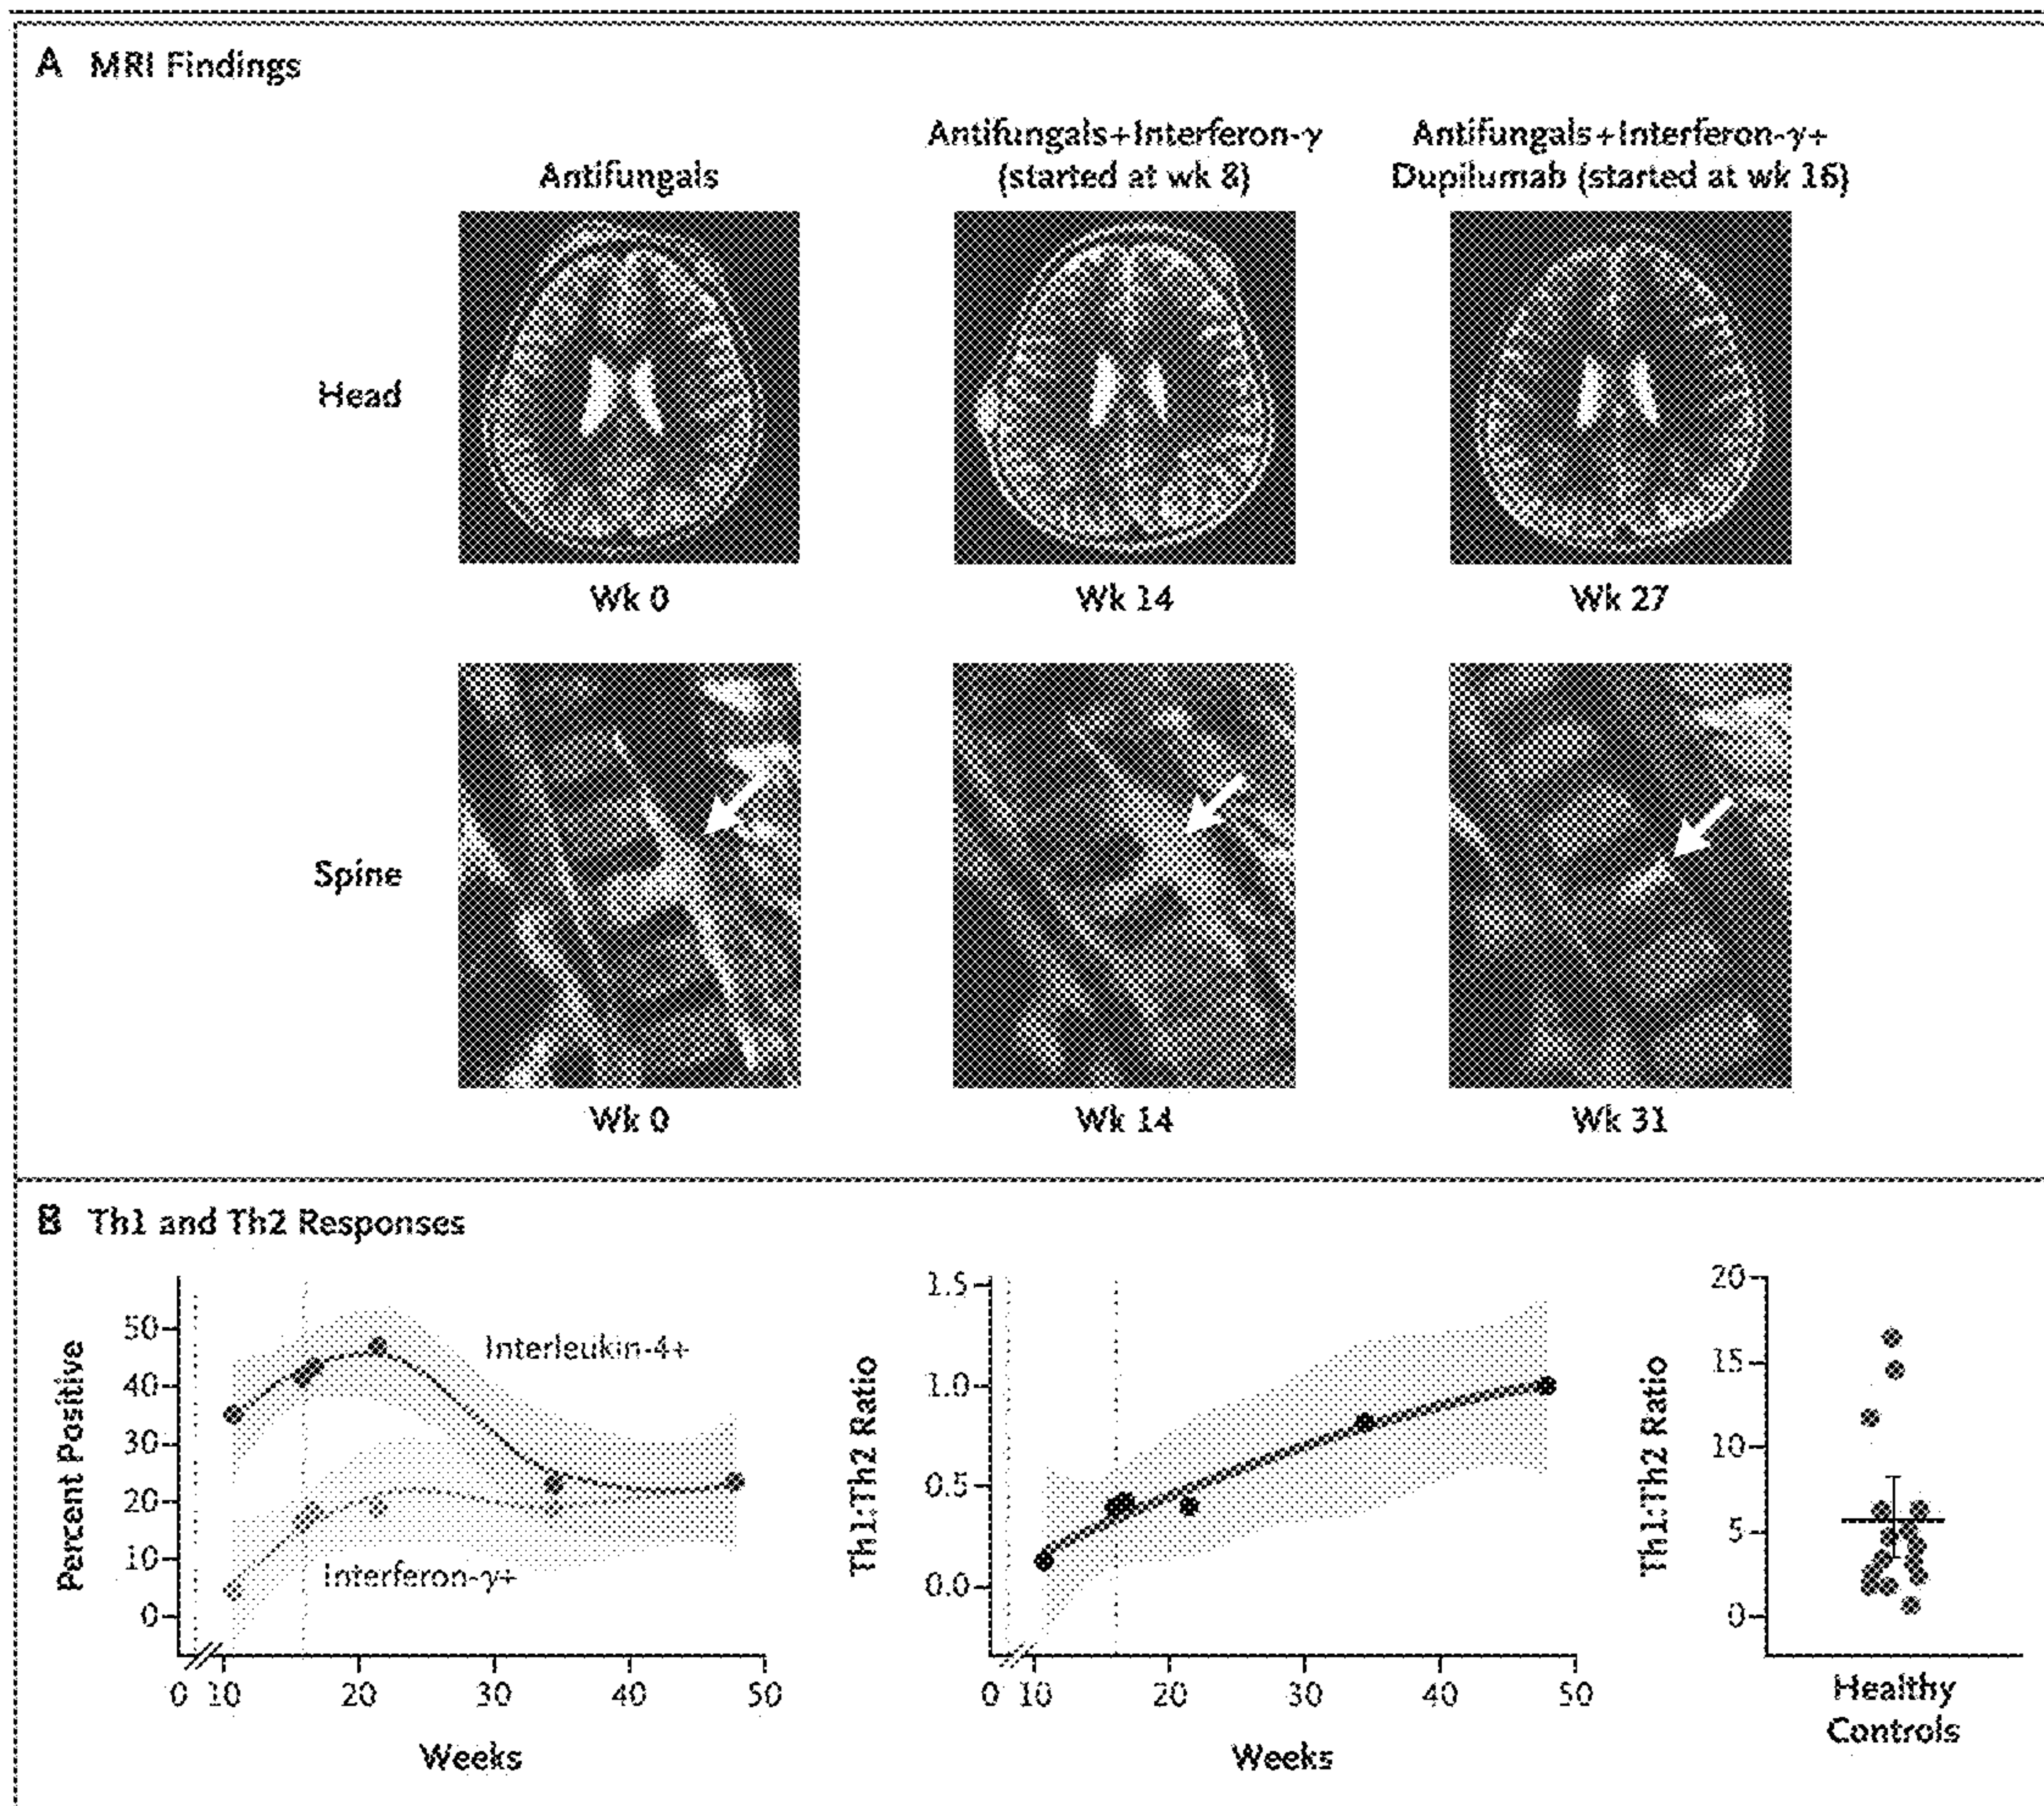 A MRI Findings
Antifungals
Antifungals+Interferon-γ
(started at wk 8)
Antifungals+Interferon-γ+
Dupilumab (started at wk 16)
Head
Wk 0
Wk 14
Wk 27
Spine
Wk 0
Wk 14
Wk 31
B Th1 and Th2 Responses
Percent Positive
50
40
30
20
10
0
Interleukin-4+
Interferon-γ+
0 10 20 30 40 50
Weeks
Th1:Th2 Ratio
1.5
1.0
0.5
0.0
0 10 20 30 40 50
Weeks
Th1:Th2 Ratio
20
15
10
5
0
Healthy
Controls